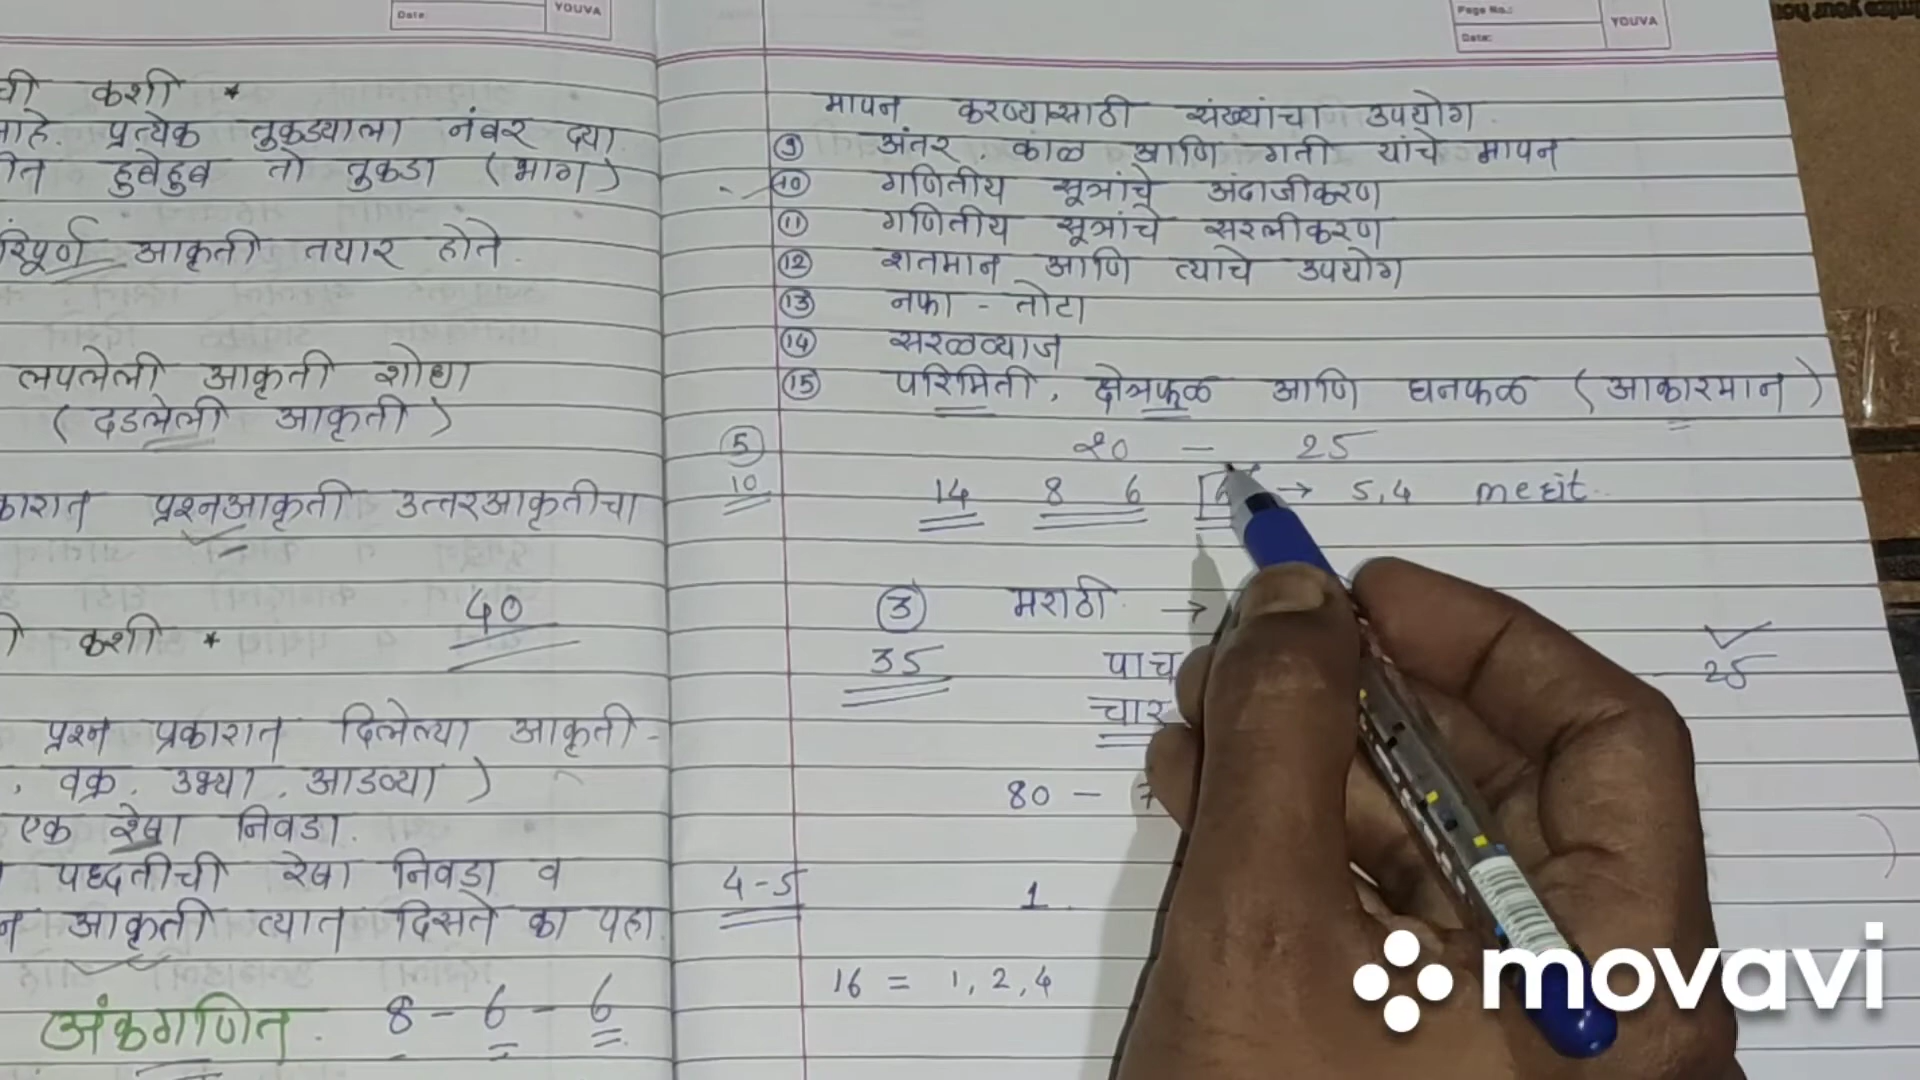 Date:
YOUVA
ची कशी *
आहे. प्रत्येक तुकड्याला नंबर द्या.
हुबेहुब तो तुकडा (भाग)
आकृती तयार होते.
लपलेली आकृती शोधा
(दडलेली आकृती)
प्रश्नआकृती उत्तरआकृतीचा
40
कशी *
प्रश्न प्रकारात दिलेल्या आकृती-
, वक्र, उभ्या, आडव्या)
एक रेषा निवडा.
पध्दतीची रेषा निवडा व
आकृती त्यात दिसते का पहा.
अंकगणित. 8 - 6 - 6
Page No.:
Date:
YOUVA
मापन करण्यासाठी संख्यांचा उपयोग
9 अंतर, काळ आणि गती यांचे मापन
10 गणितीय सूत्रांचे अंदाजीकरण
11 गणितीय सूत्रांचे सरलीकरण
12 शतमान आणि त्याचे उपयोग
13 नफा - तोटा
14 सरळव्याज
15 परिमिती, क्षेत्रफळ आणि घनफळ (आकारमान)
5 20 - 25
10 14 8 6 → 5,4 merit.
3 मराठी →
35 पाच 25
चार
80 -
4-5 1
16 = 1, 2, 4
movavi